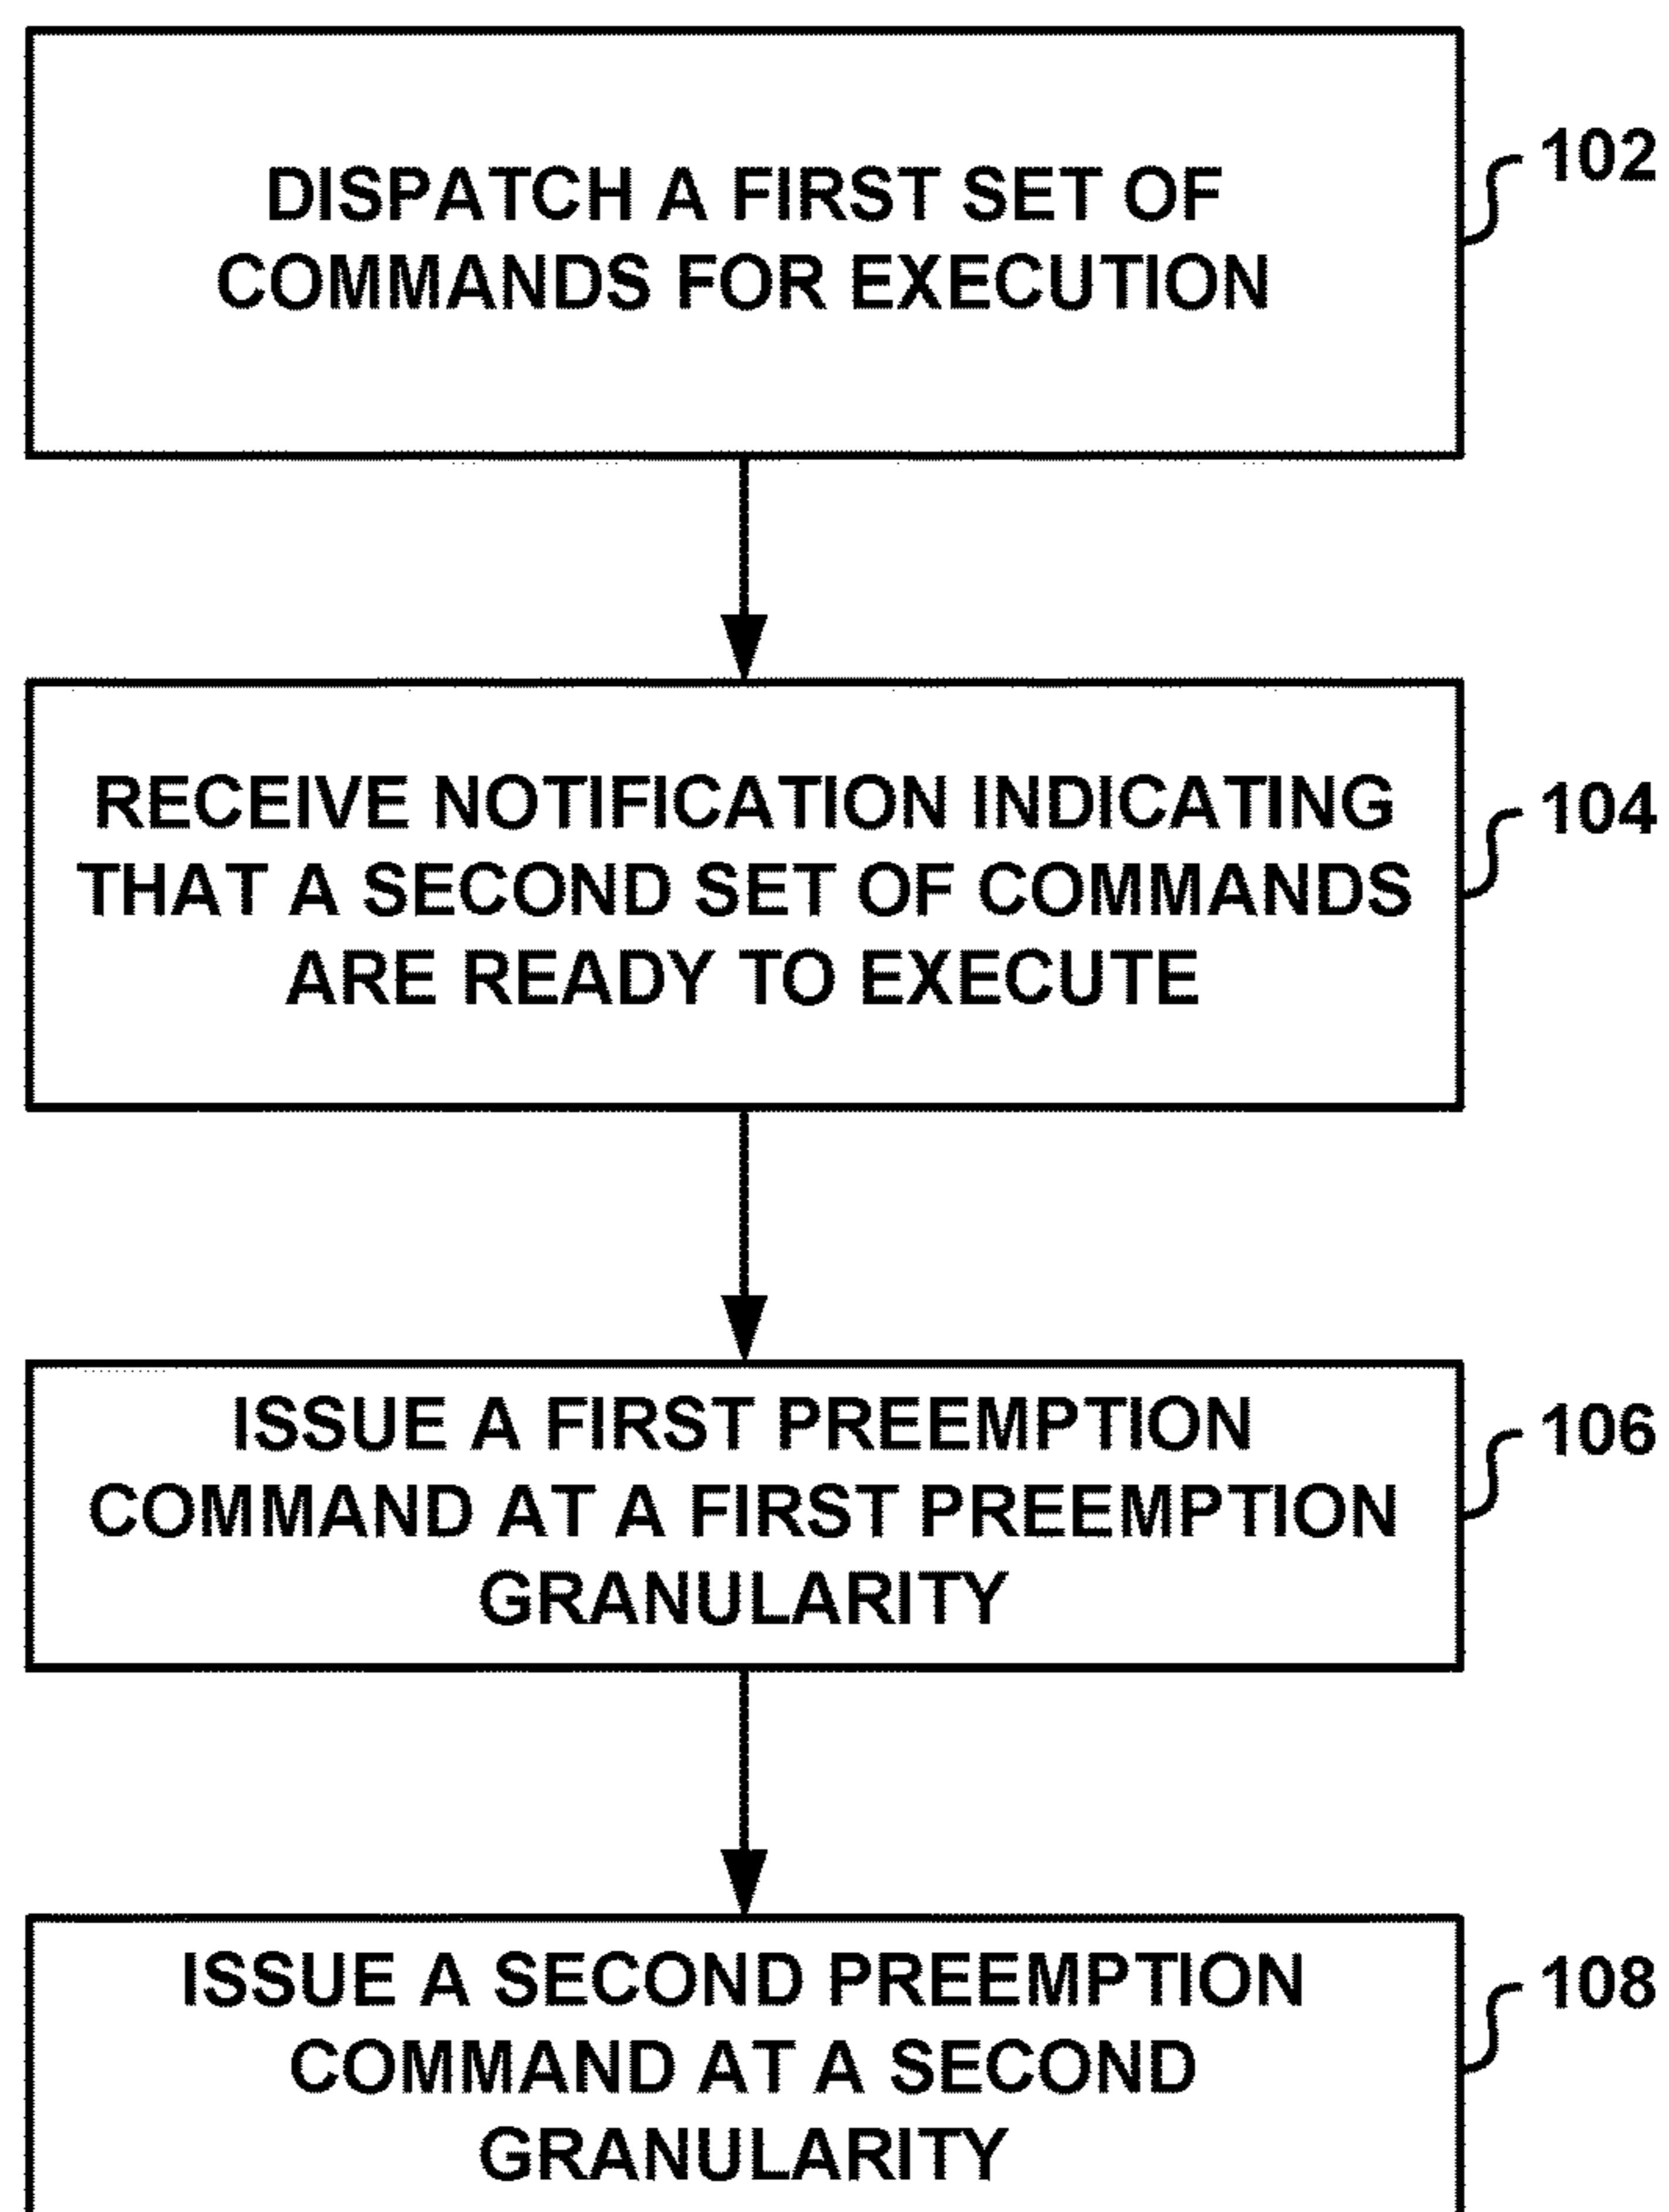 DISPATCH A FIRST SET OF
COMMANDS FOR EXECUTION
102
RECEIVE NOTIFICATION INDICATING
THAT A SECOND SET OF COMMANDS
ARE READY TO EXECUTE
104
ISSUE A FIRST PREEMPTION
COMMAND AT A FIRST PREEMPTION
GRANULARITY
106
ISSUE A SECOND PREEMPTION
COMMAND AT A SECOND
GRANULARITY
108